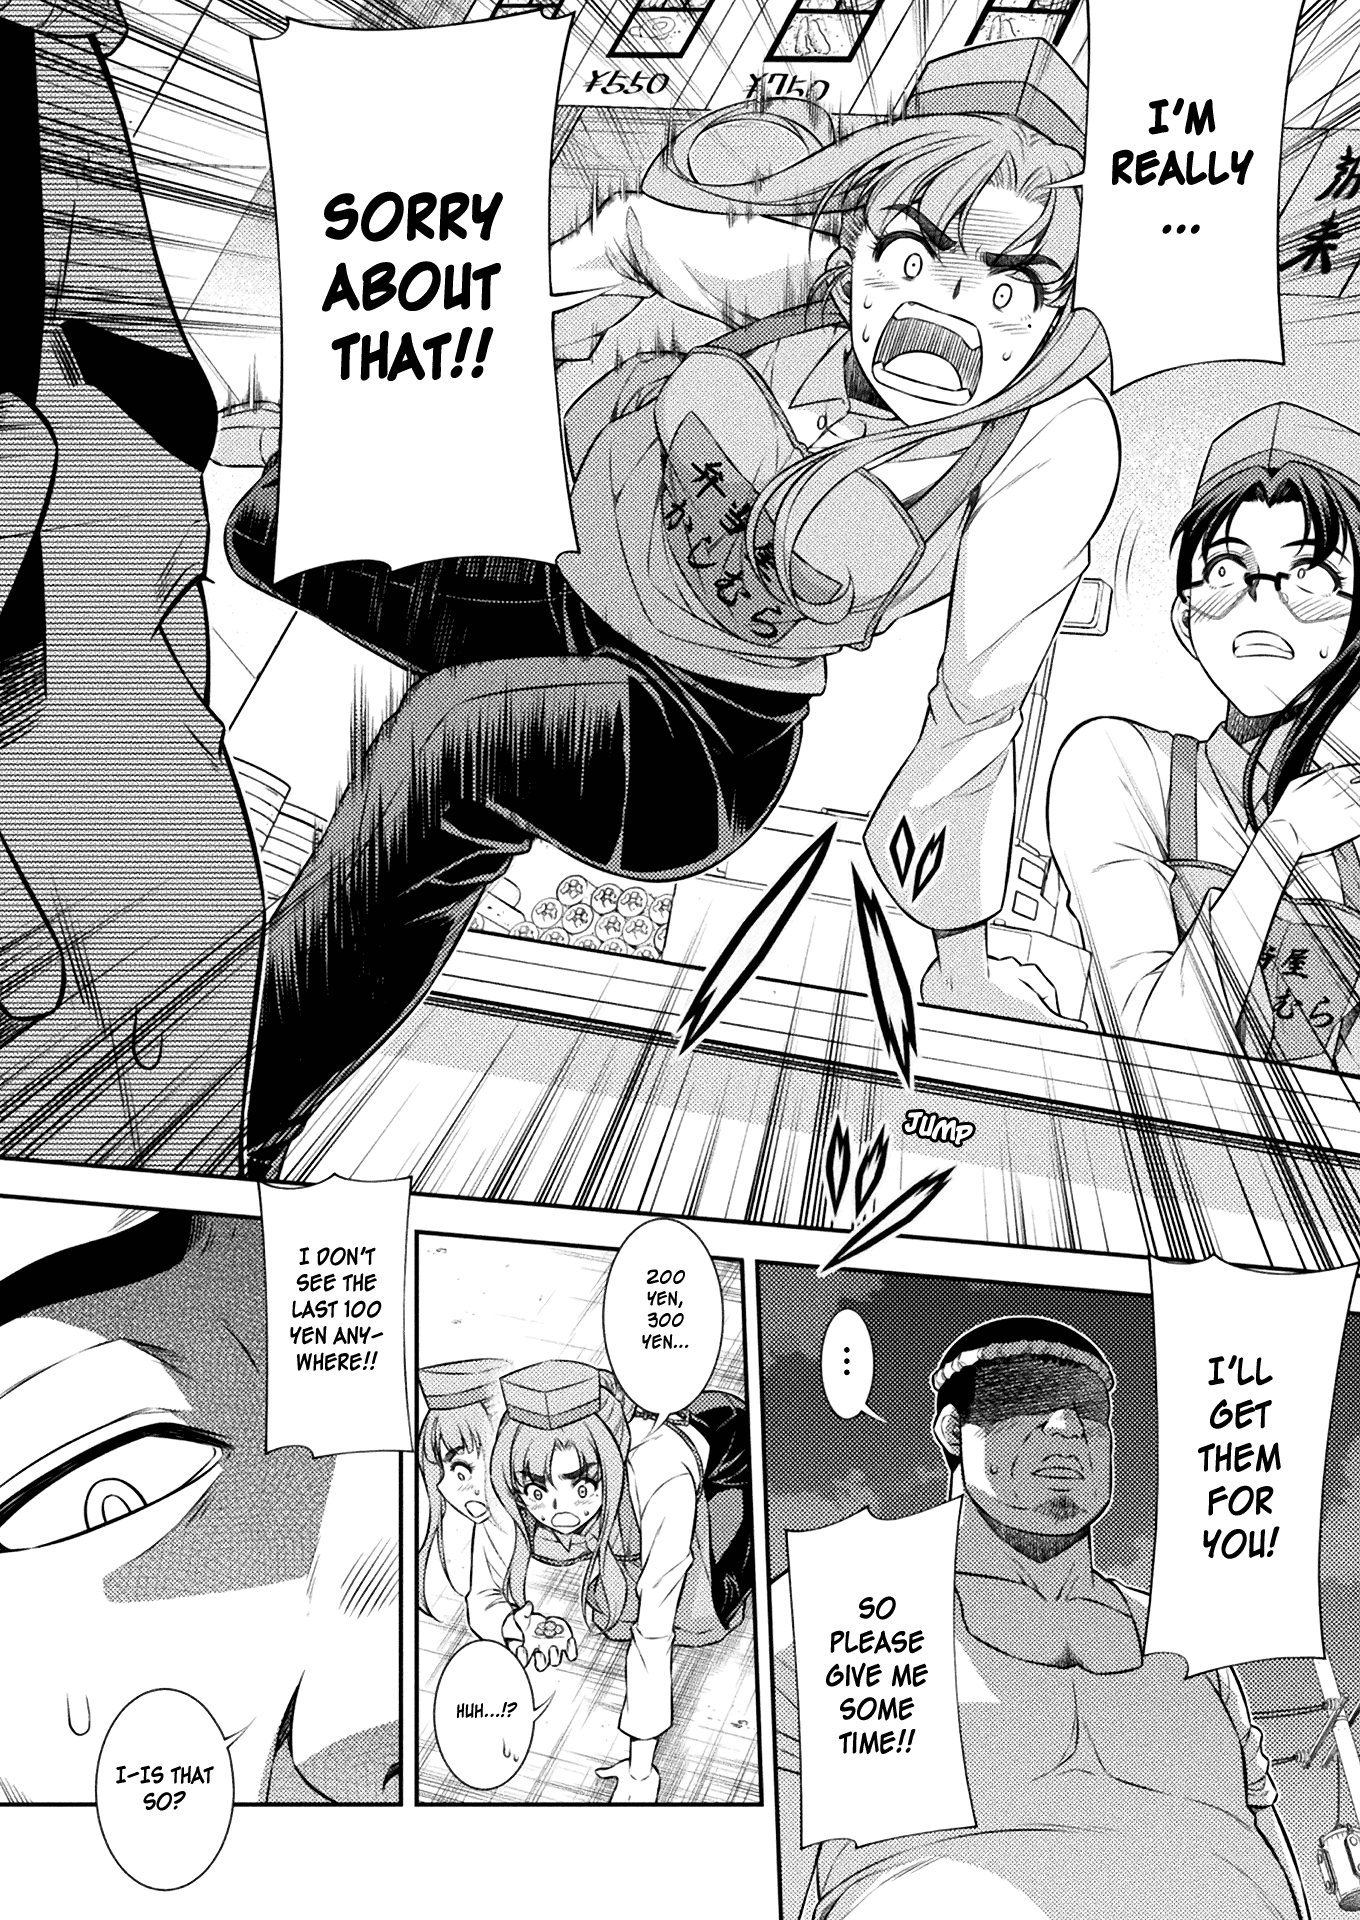 I'M
REALLY
...
¥550
¥750
SORRY
ABOUT
THAT!!
弁当屋
かしむら
JUMP
I'LL
GET
THEM
FOR
YOU!
...
SO
PLEASE
GIVE ME
SOME
TIME!!
200
YEN,
300
YEN...
HUH...!?
I DON'T
SEE THE
LAST 100
YEN ANY-
WHERE!!
I-IS THAT
SO?